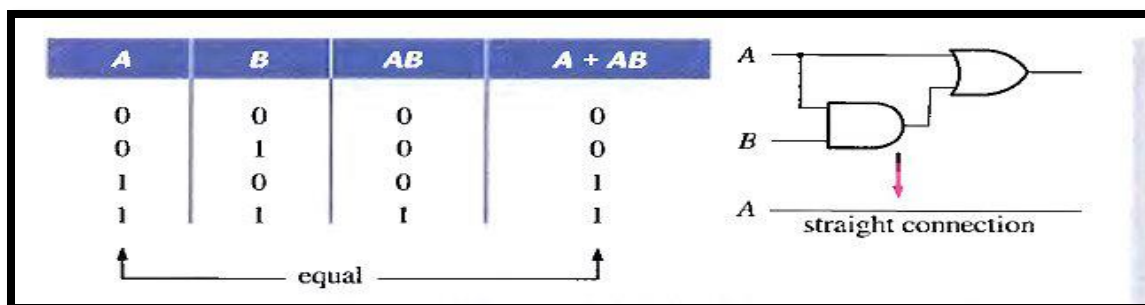 A B AB A + AB
0 0 0 0
0 1 0 0
1 0 0 1
1 1 1 1
equal
A
B
A
straight connection